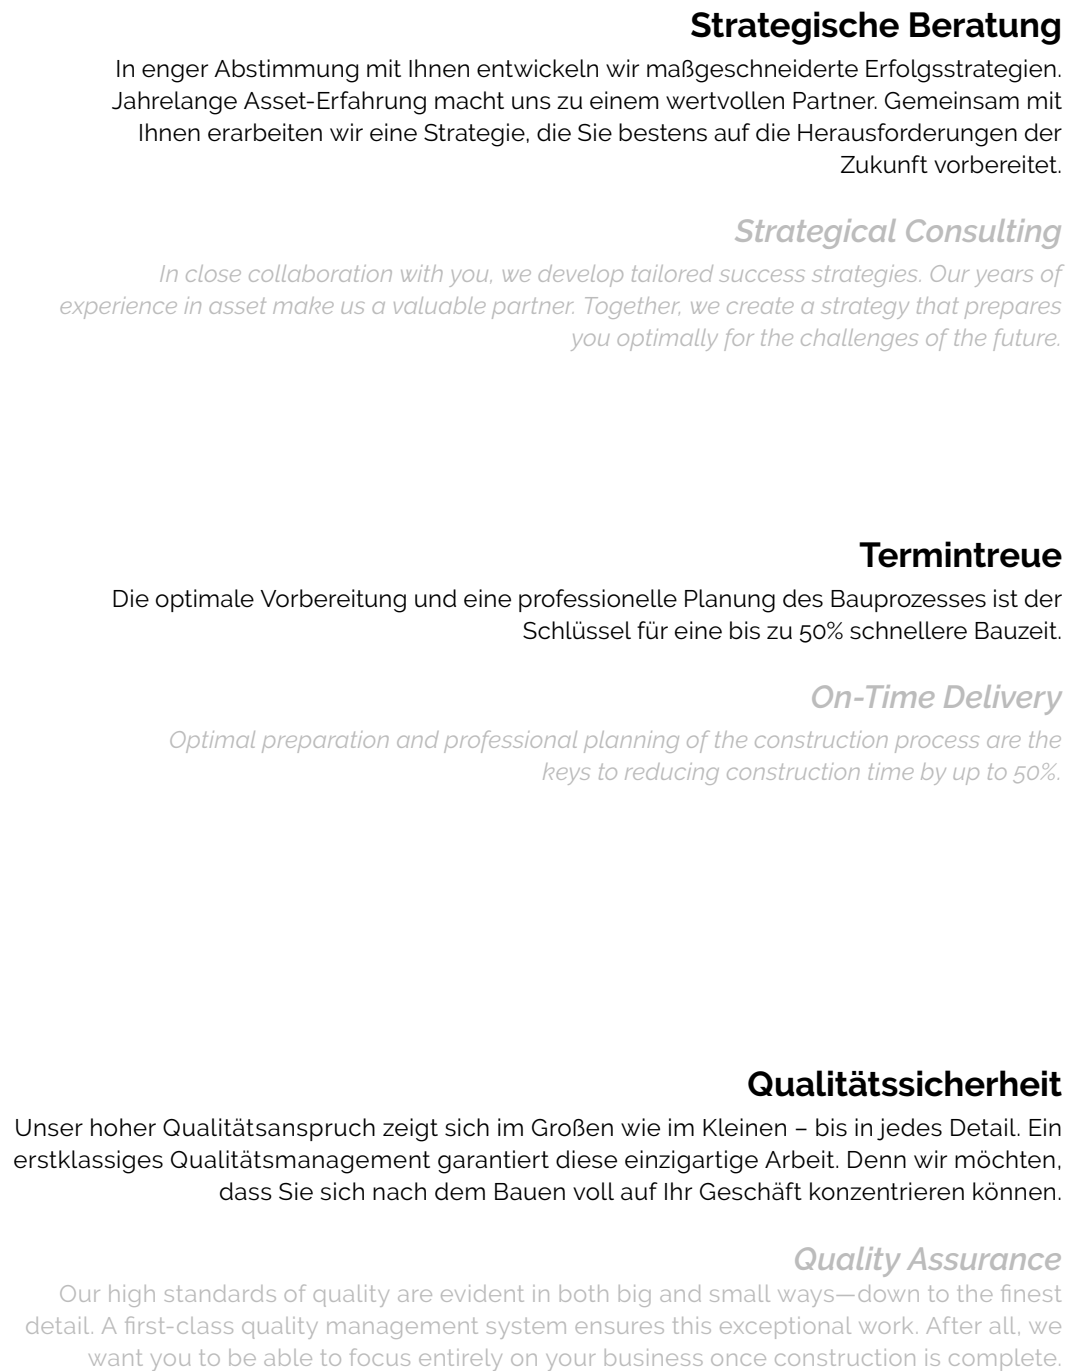 Strategische Beratung
In enger Abstimmung mit Ihnen entwickeln wir maßgeschneiderte Erfolgsstrategien.
Jahrelange Asset-Erfahrung macht uns zu einem wertvollen Partner. Gemeinsam mit
Ihnen erarbeiten wir eine Strategie, die Sie bestens auf die Herausforderungen der
Zukunft vorbereitet.
Strategical Consulting
In close collaboration with you, we develop tailored success strategies. Our years of
experience in asset make us a valuable partner. Together, we create a strategy that prepares
you optimally for the challenges of the future.
Termintreue
Die optimale Vorbereitung und eine professionelle Planung des Bauprozesses ist der
Schlüssel für eine bis zu 50% schnellere Bauzeit.
On-Time Delivery
Optimal preparation and professional planning of the construction process are the
keys to reducing construction time by up to 50%.
Qualitätssicherheit
Unser hoher Qualitätsanspruch zeigt sich im Großen wie im Kleinen – bis in jedes Detail. Ein
erstklassiges Qualitätsmanagement garantiert diese einzigartige Arbeit. Denn wir möchten,
dass Sie sich nach dem Bauen voll auf Ihr Geschäft konzentrieren können.
Quality Assurance
Our high standards of quality are evident in both big and small ways—down to the finest
detail. A first-class quality management system ensures this exceptional work. After all, we
want you to be able to focus entirely on your business once construction is complete.